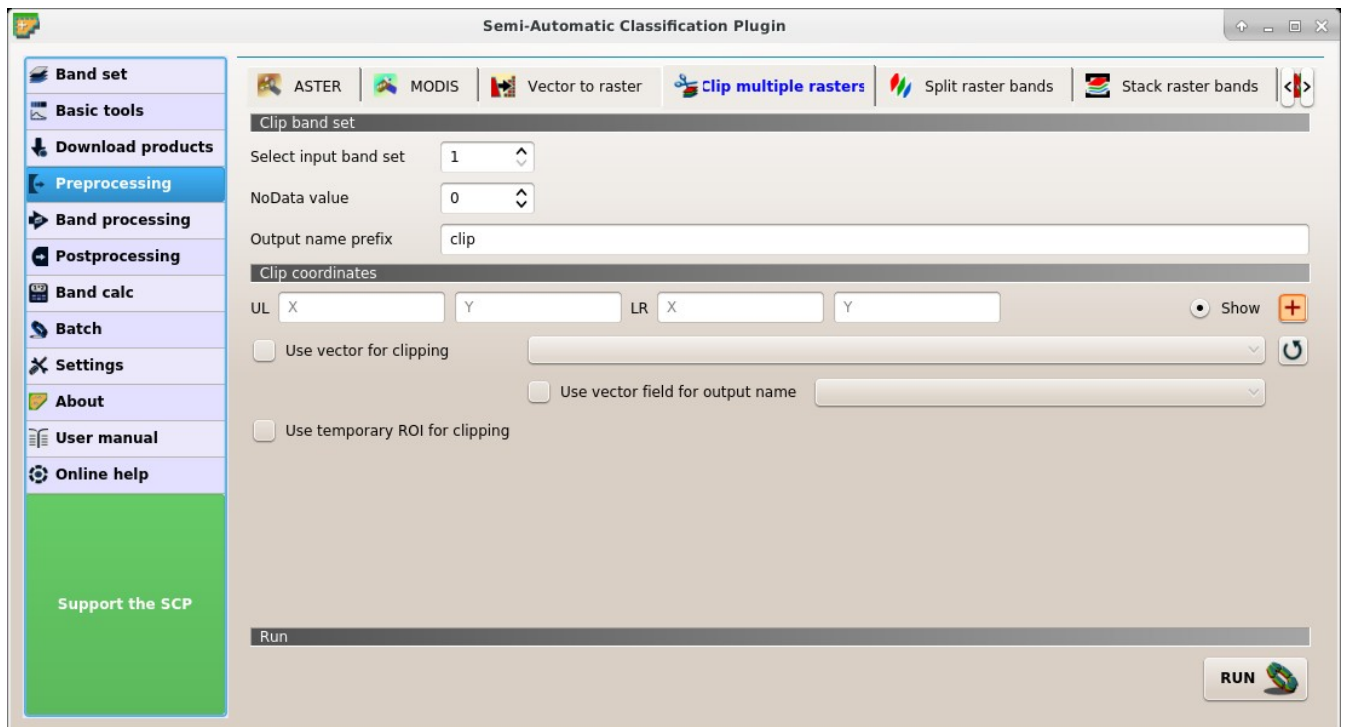 Semi-Automatic Classification Plugin
Band set
Basic tools
Download products
Preprocessing
Band processing
Postprocessing
Band calc
Batch
Settings
About
User manual
Online help
Support the SCP
ASTER MODIS Vector to raster Clip multiple rasters Split raster bands Stack raster bands
Clip band set
Select input band set 1
NoData value 0
Output name prefix clip
Clip coordinates
UL X Y LR X Y Show
Use vector for clipping
Use vector field for output name
Use temporary ROI for clipping
Run
RUN